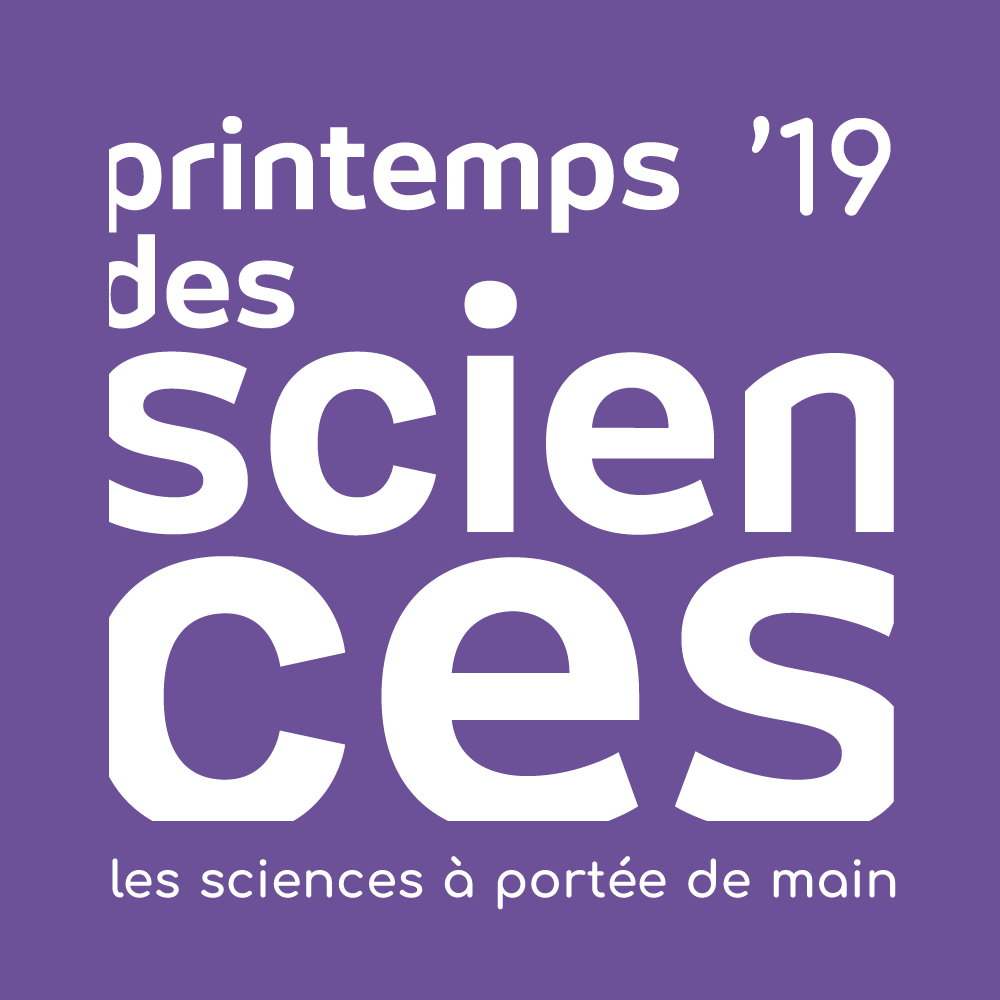 printemps ’19
des
scien
ces
les sciences à portée de main